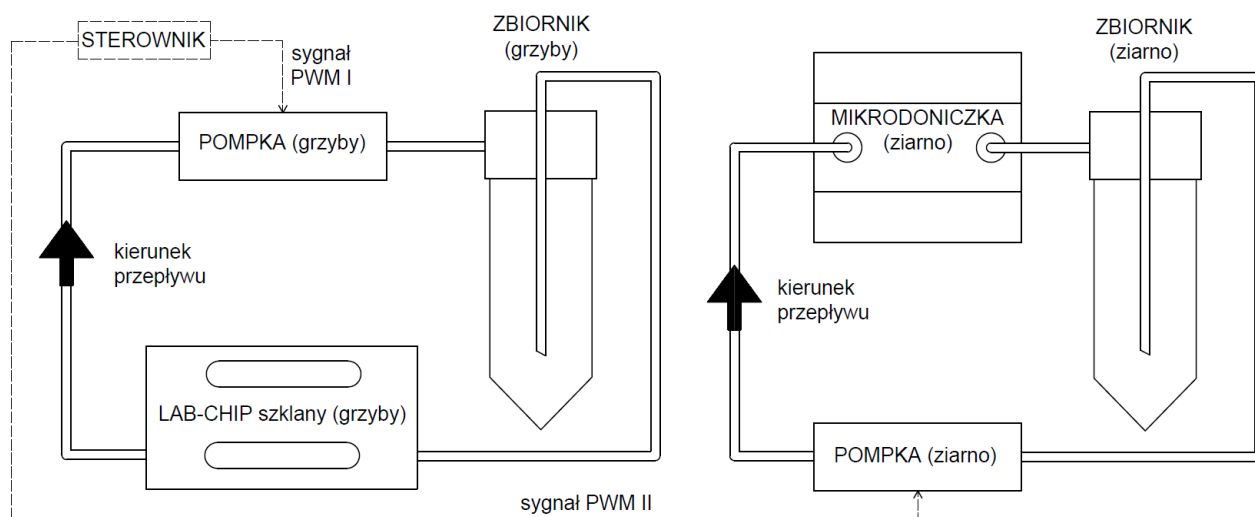 STEROWNIK
sygnał
PWM I
ZBIORNIK
(grzyby)
POMPKA (grzyby)
kierunek
przepływu
LAB-CHIP szklany (grzyby)
sygnał PWM II
ZBIORNIK
(ziarno)
MIKRODONICZKA
(ziarno)
kierunek
przepływu
POMPKA (ziarno)